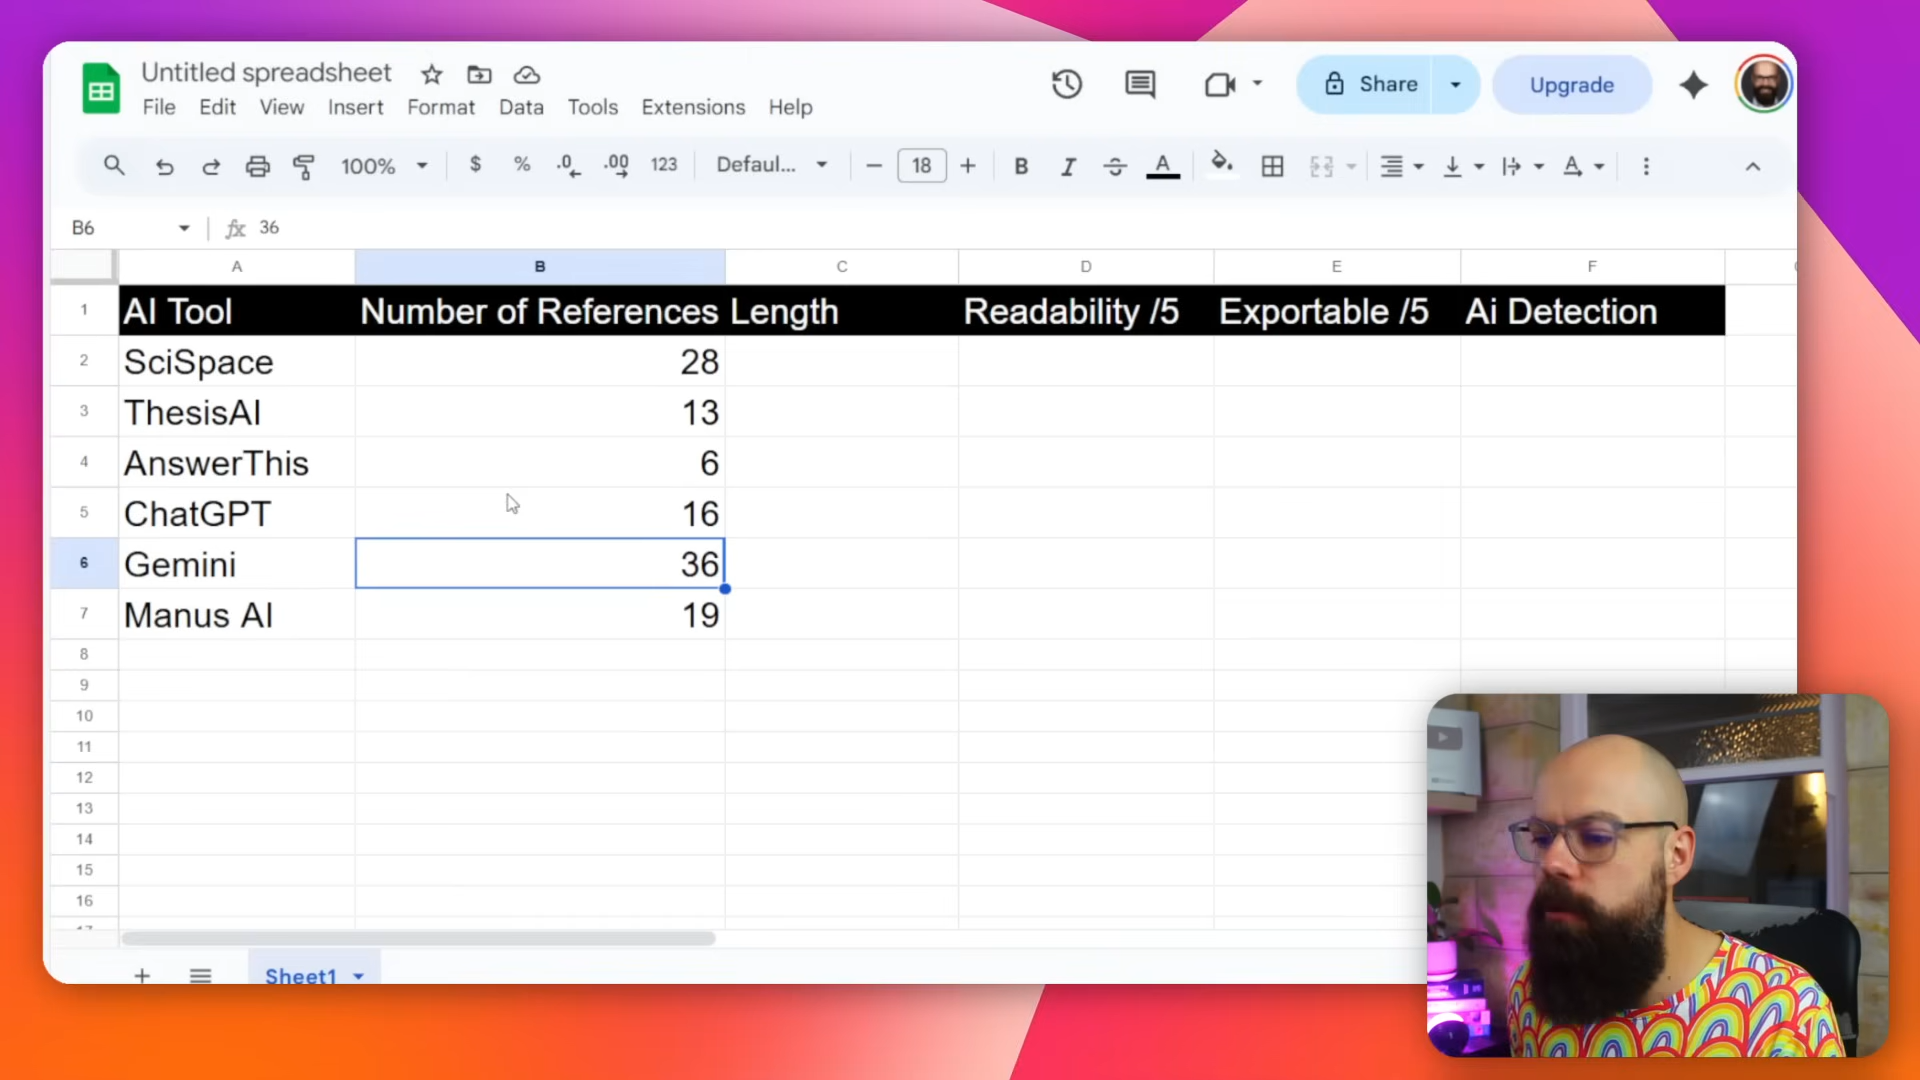 Untitled spreadsheet
File Edit View Insert Format Data Tools Extensions Help
Share
Upgrade
100% $ % .0 .00 123 Defaul... 18 B I A A
B6 fx 36
A B C D E F
1 AI Tool Number of References Length Readability /5 Exportable /5 Ai Detection
2 SciSpace 28
3 ThesisAI 13
4 AnswerThis 6
5 ChatGPT 16
6 Gemini 36
7 Manus AI 19
8
9
10
11
12
13
14
15
16
Sheet1